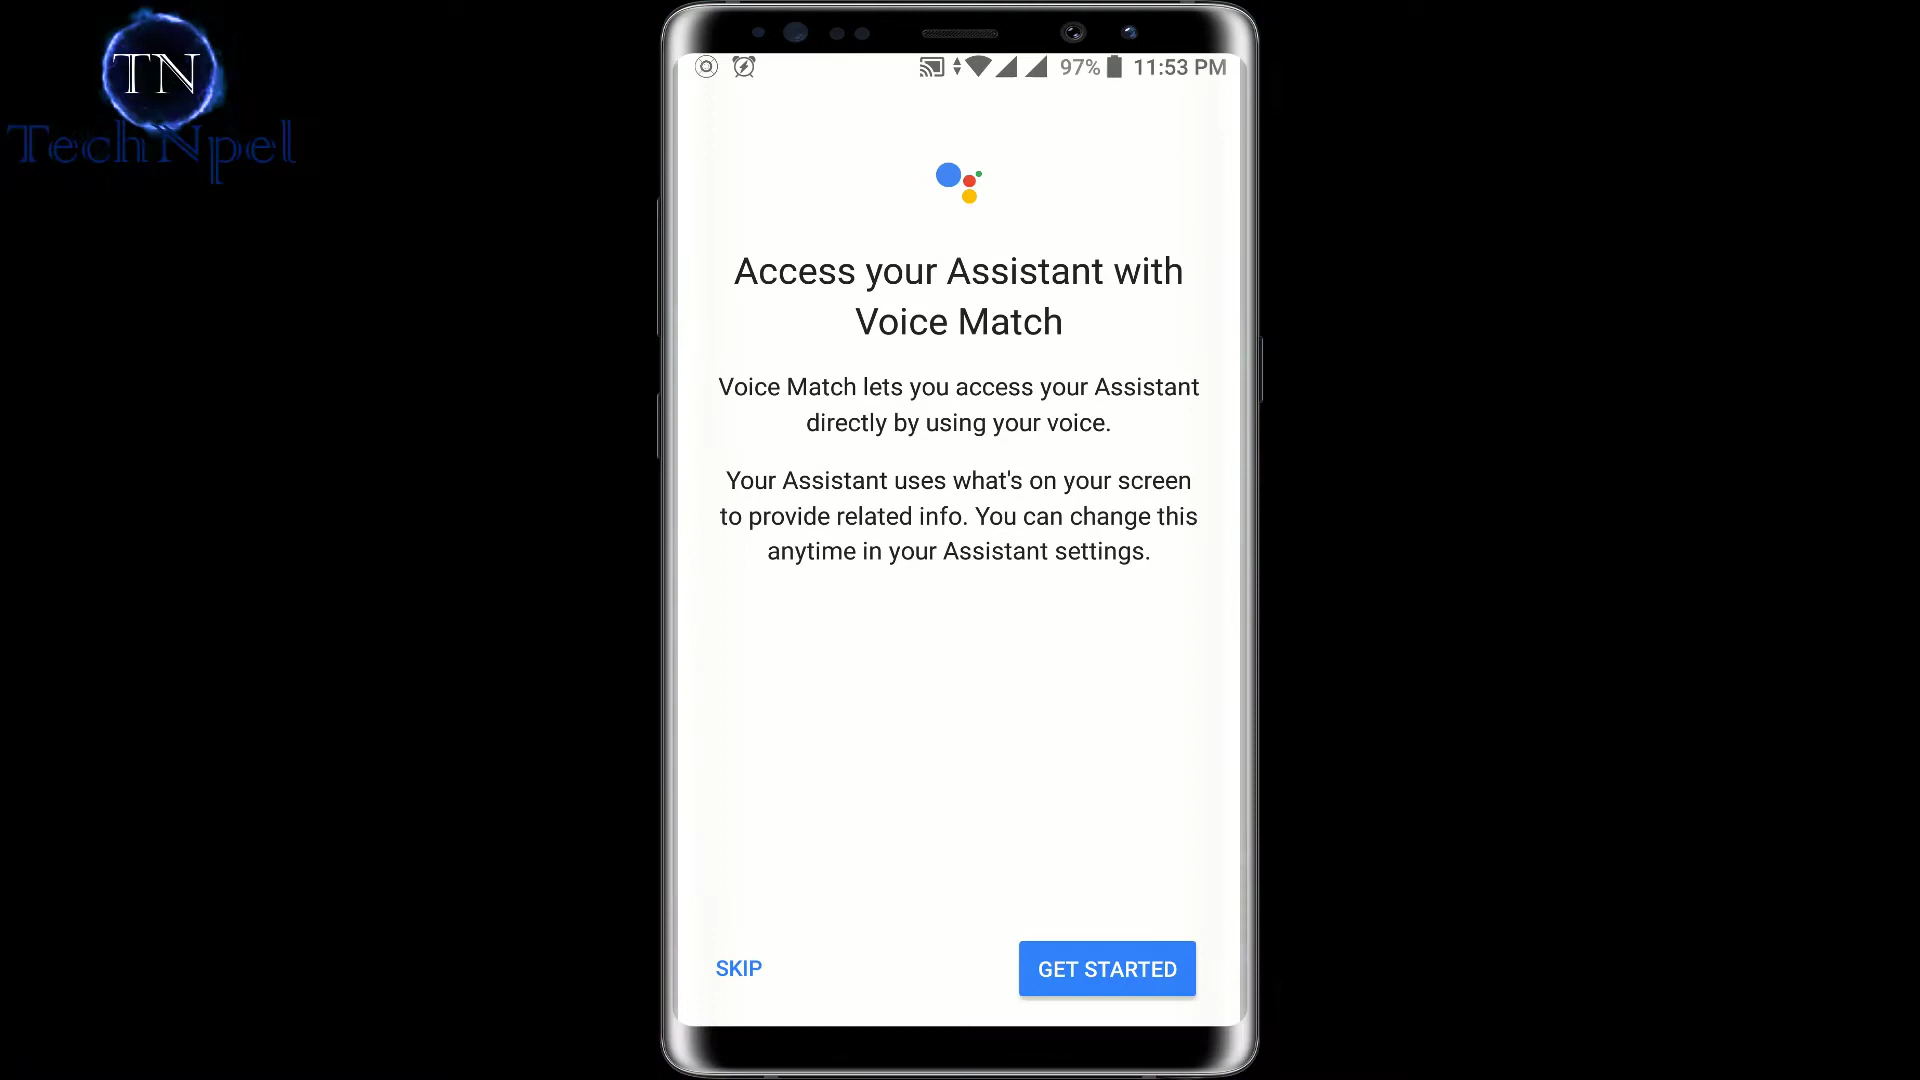 TN
TechNpel
97% 11:53 PM
Access your Assistant with
Voice Match
Voice Match lets you access your Assistant
directly by using your voice.
Your Assistant uses what's on your screen
to provide related info. You can change this
anytime in your Assistant settings.
SKIP
GET STARTED